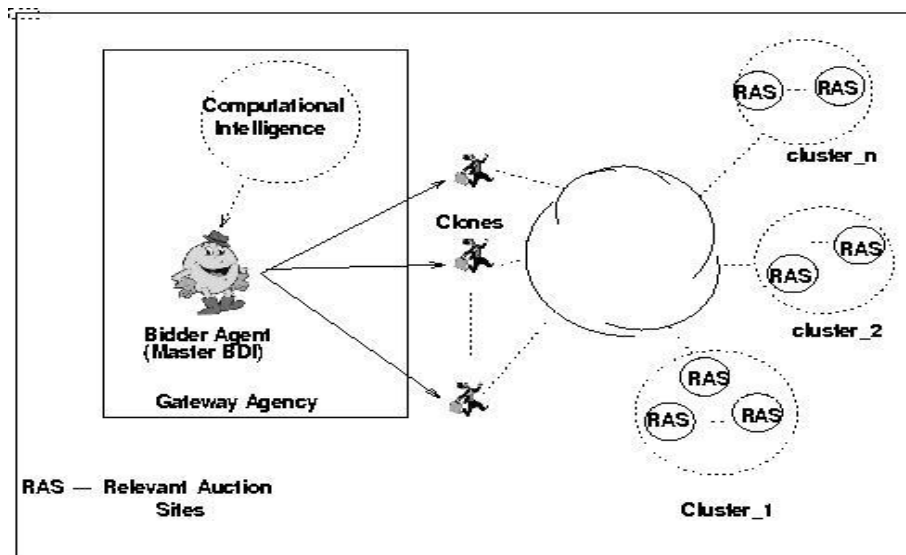 Computational
Intelligence
Bidder Agent
(Master BDI)
Gateway Agency
Clones
RAS
RAS
cluster_n
RAS
RAS
cluster_2
RAS
RAS
RAS
Cluster_1
RAS — Relevant Auction
Sites